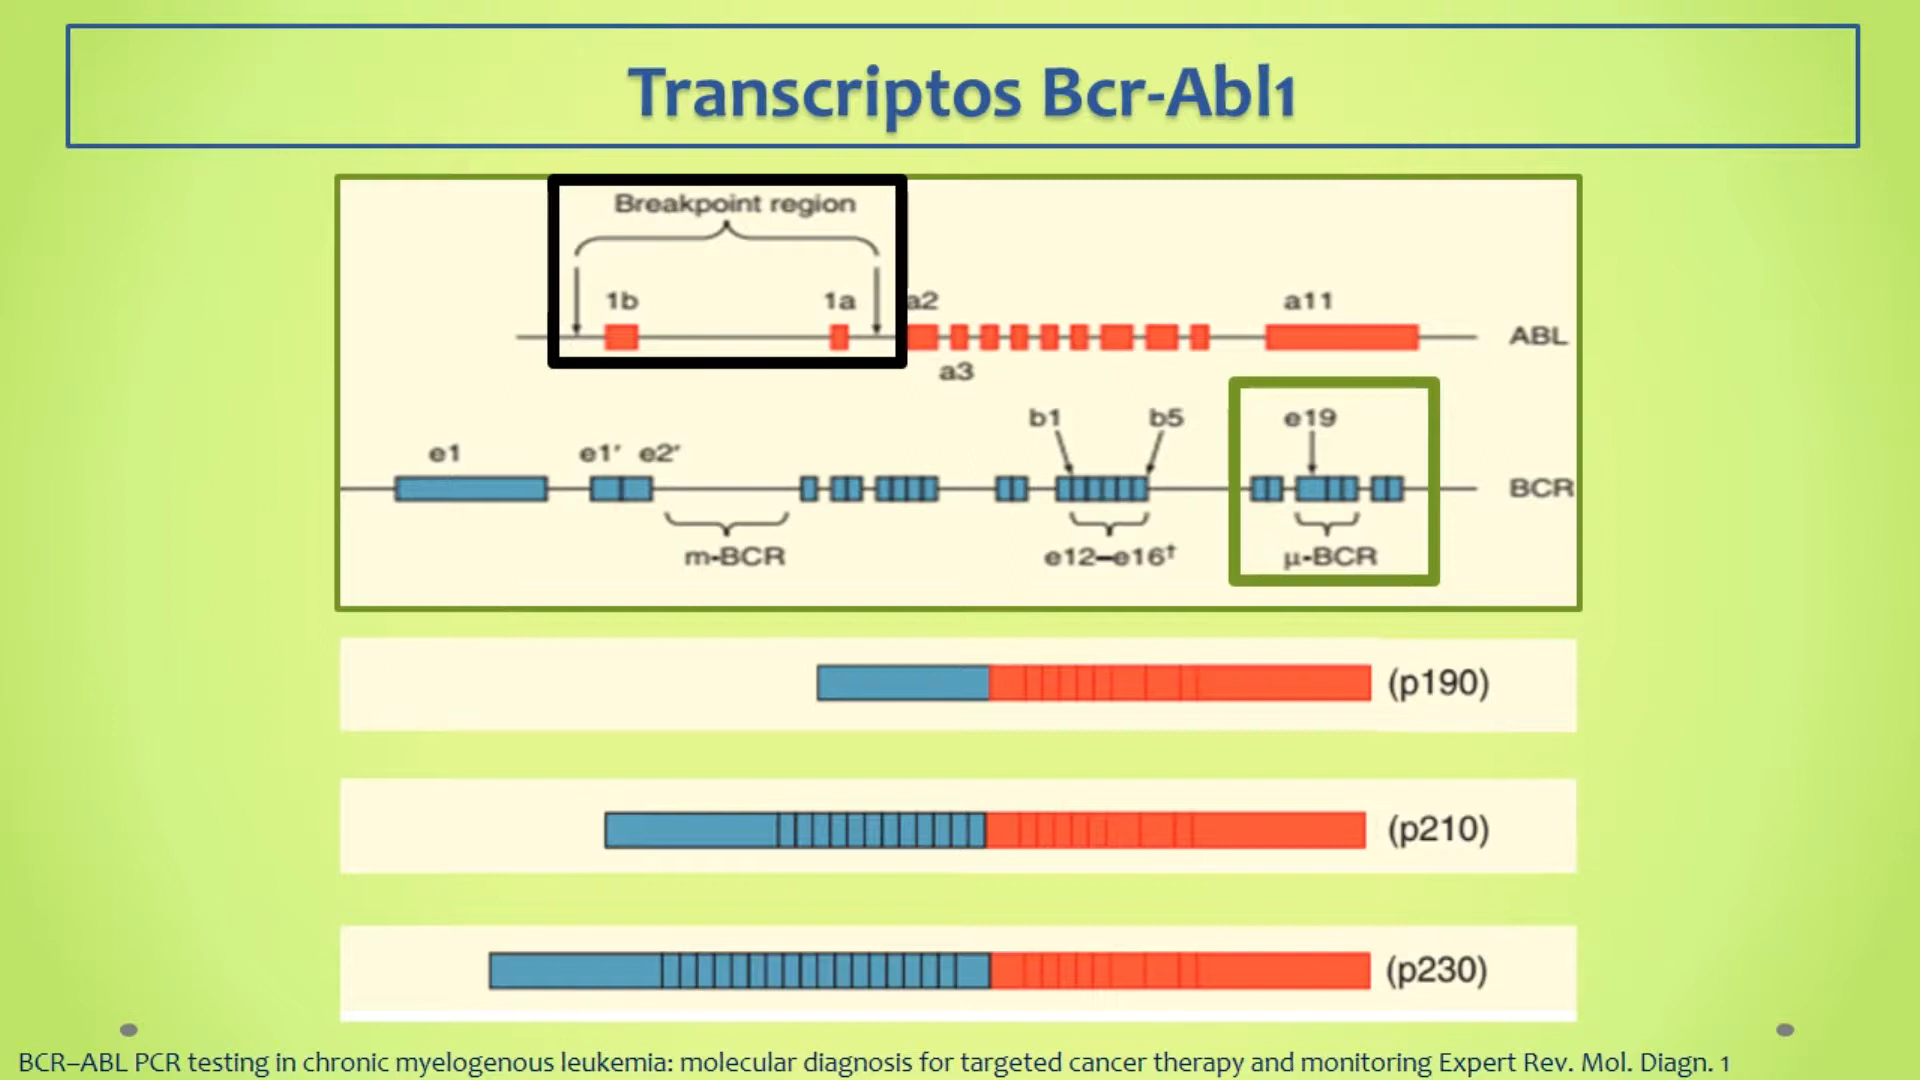 Transcriptos Bcr-Abl1
Breakpoint region
1b 1a a2 a11
ABL
a3
b1 b5 e19
e1 e1′ e2′
BCR
m-BCR e12–e16† μ-BCR
(p190)
(p210)
(p230)
BCR–ABL PCR testing in chronic myelogenous leukemia: molecular diagnosis for targeted cancer therapy and monitoring Expert Rev. Mol. Diagn. 1